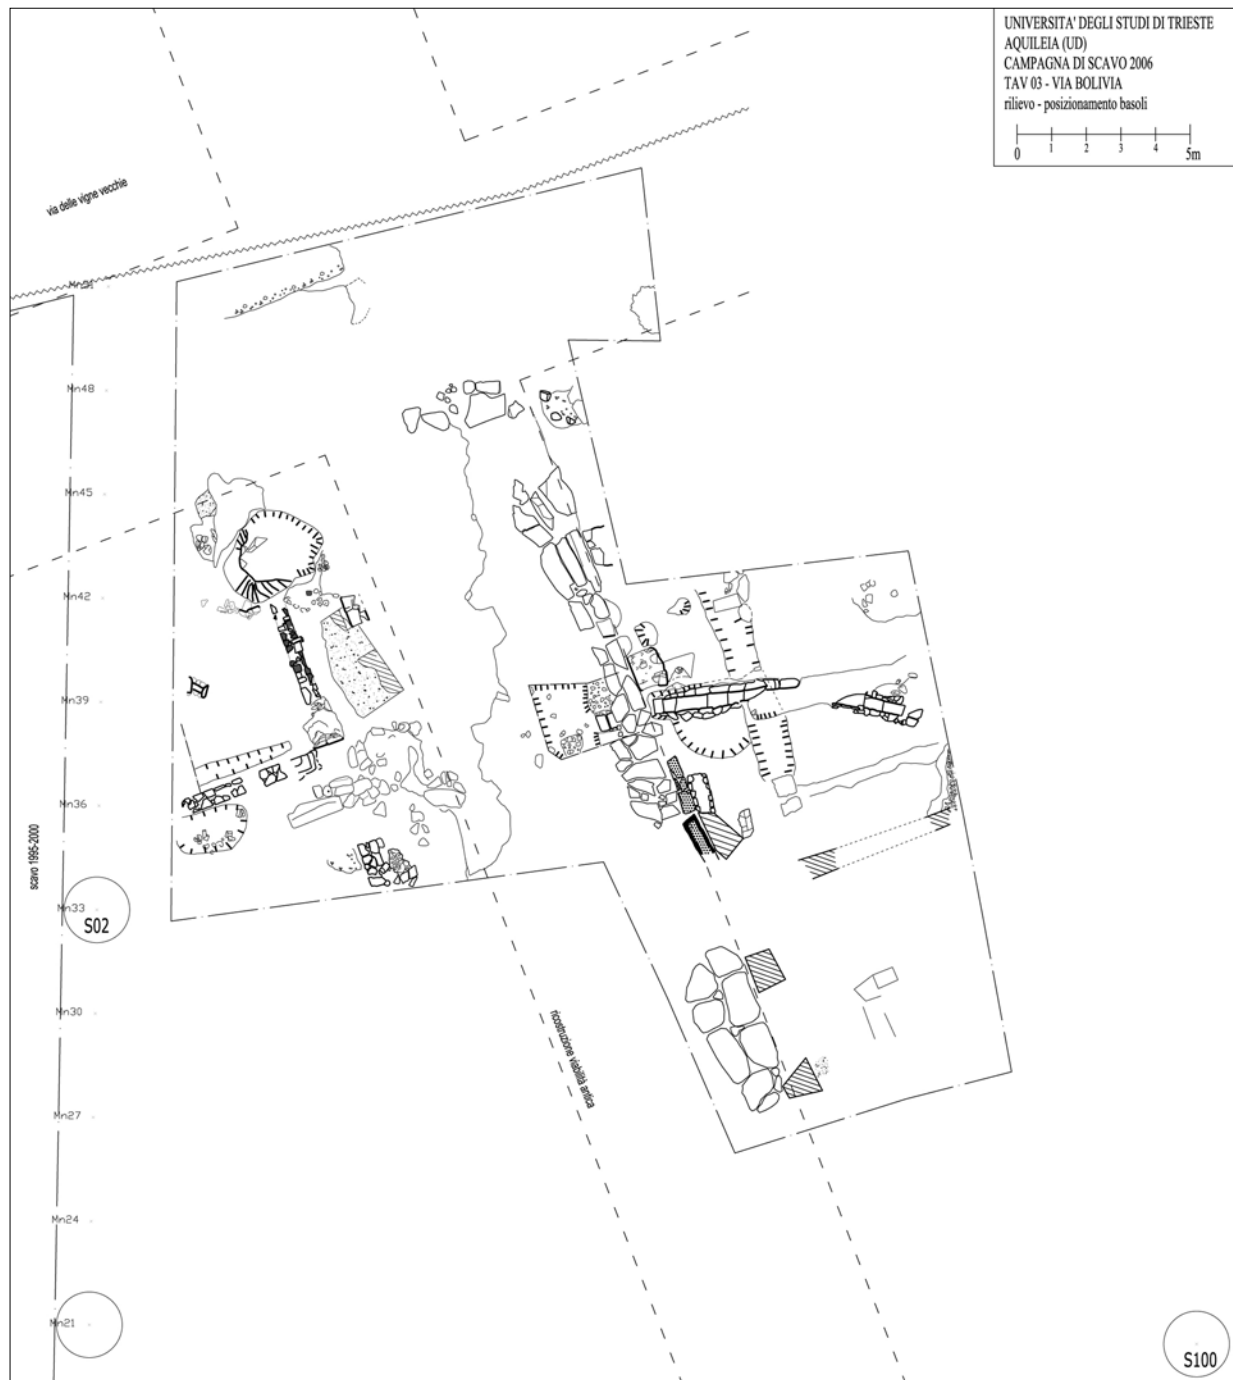 UNIVERSITA' DEGLI STUDI DI TRIESTE
AQUILEIA (UD)
CAMPAGNA DI SCAVO 2006
TAV 03 - VIA BOLIVIA
rilievo - posizionamento basoli
0 1 2 3 4 5m
via delle vigne vecchie
Mn51
Mn48
Mn45
Mn42
Mn39
Mn36
scavo 1995-2000
Mn33
S02
Mn30
ricostruzione viabilità antica
Mn27
Mn24
Mn21
S100